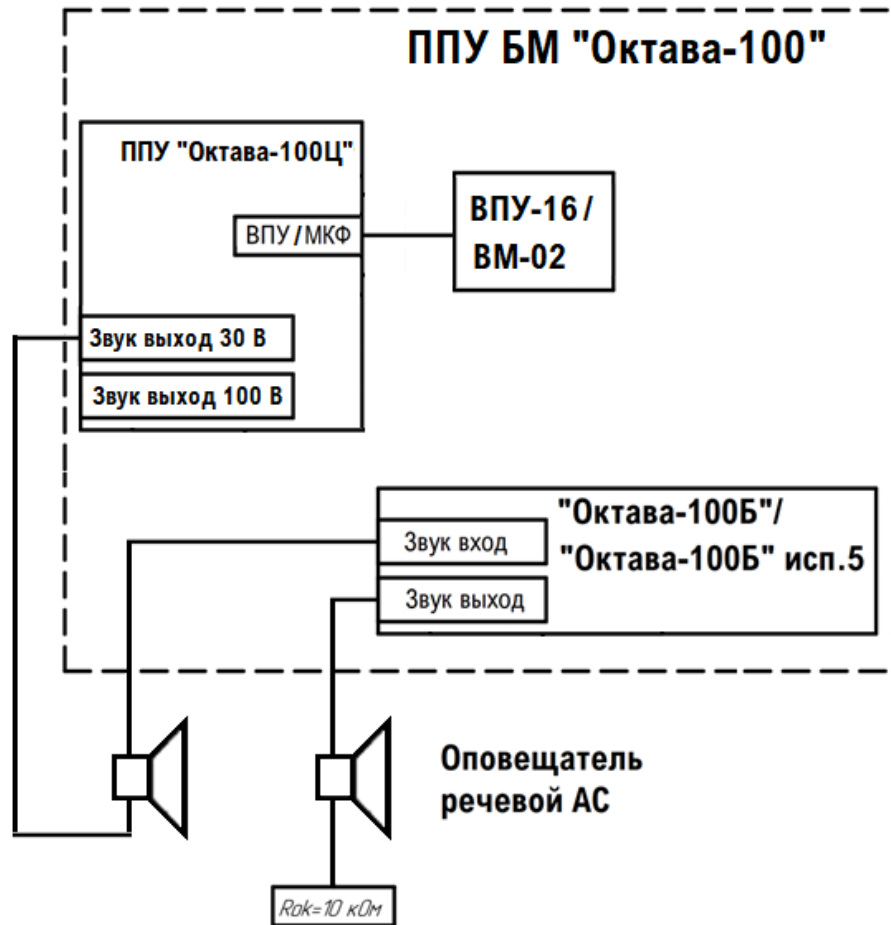 ППУ БМ "Октава-100"
ППУ "Октава-100Ц"
ВПУ/МКФ
ВПУ-16 /
ВМ-02
Звук выход 30 В
Звук выход 100 В
"Октава-100Б"/
"Октава-100Б" исп.5
Звук вход
Звук выход
Оповещатель
речевой АС
Rok=10 кОм